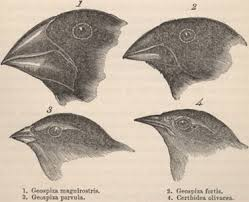 1
2
3
4
1. Geospiza magnirostris. 2. Geospiza fortis.
3. Geospiza parvula. 4. Certhidea olivacea.